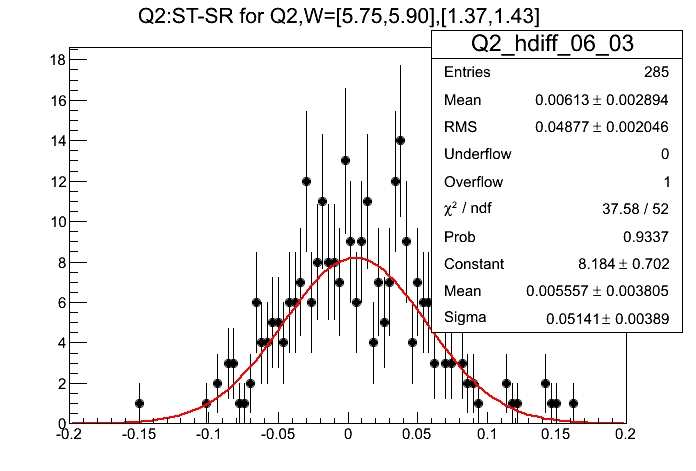 Q2:ST-SR for Q2,W=[5.75,5.90],[1.37,1.43]
Q2_hdiff_06_03
Entries 285
Mean 0.00613 ± 0.002894
RMS 0.04877 ± 0.002046
Underflow 0
Overflow 1
χ² / ndf 37.58 / 52
Prob 0.9337
Constant 8.184 ± 0.702
Mean 0.005557 ± 0.003805
Sigma 0.05141 ± 0.00389
18
16
14
12
10
8
6
4
2
0
-0.2 -0.15 -0.1 -0.05 0 0.05 0.1 0.15 0.2